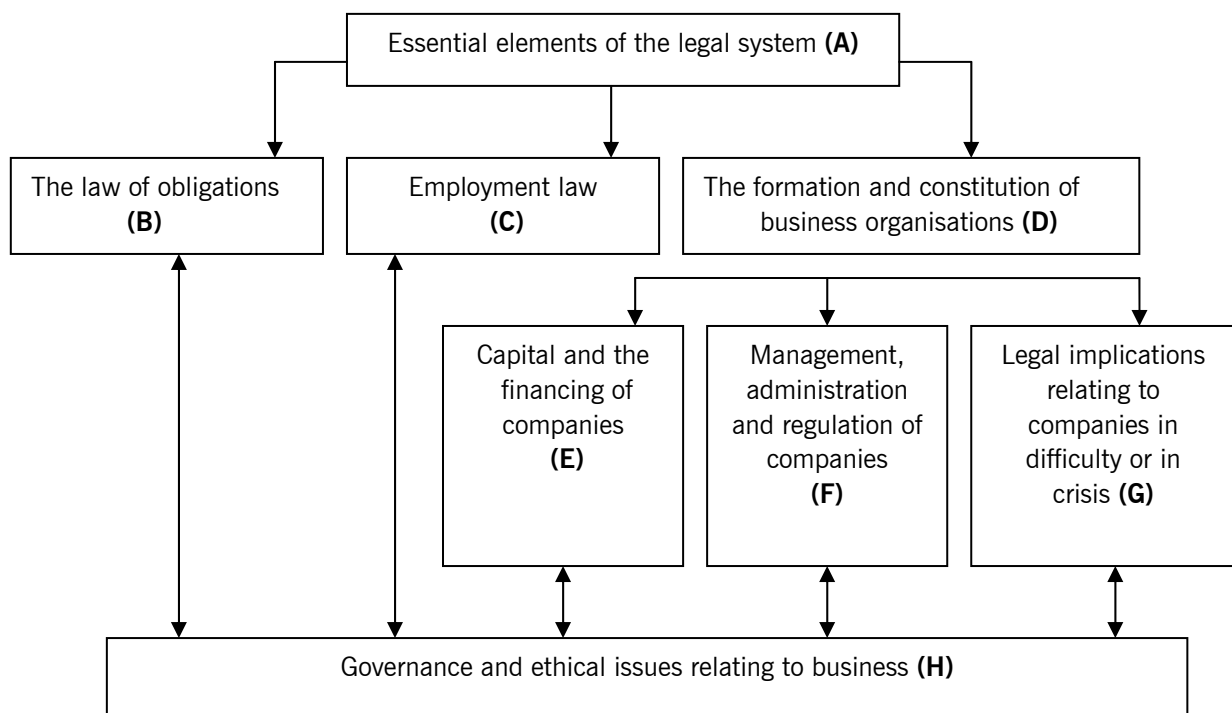 Essential elements of the legal system (A)
The law of obligations
(B)
Employment law
(C)
The formation and constitution of
business organisations (D)
Capital and the
financing of
companies
(E)
Management,
administration
and regulation of
companies
(F)
Legal implications
relating to
companies in
difficulty or in
crisis (G)
Governance and ethical issues relating to business (H)